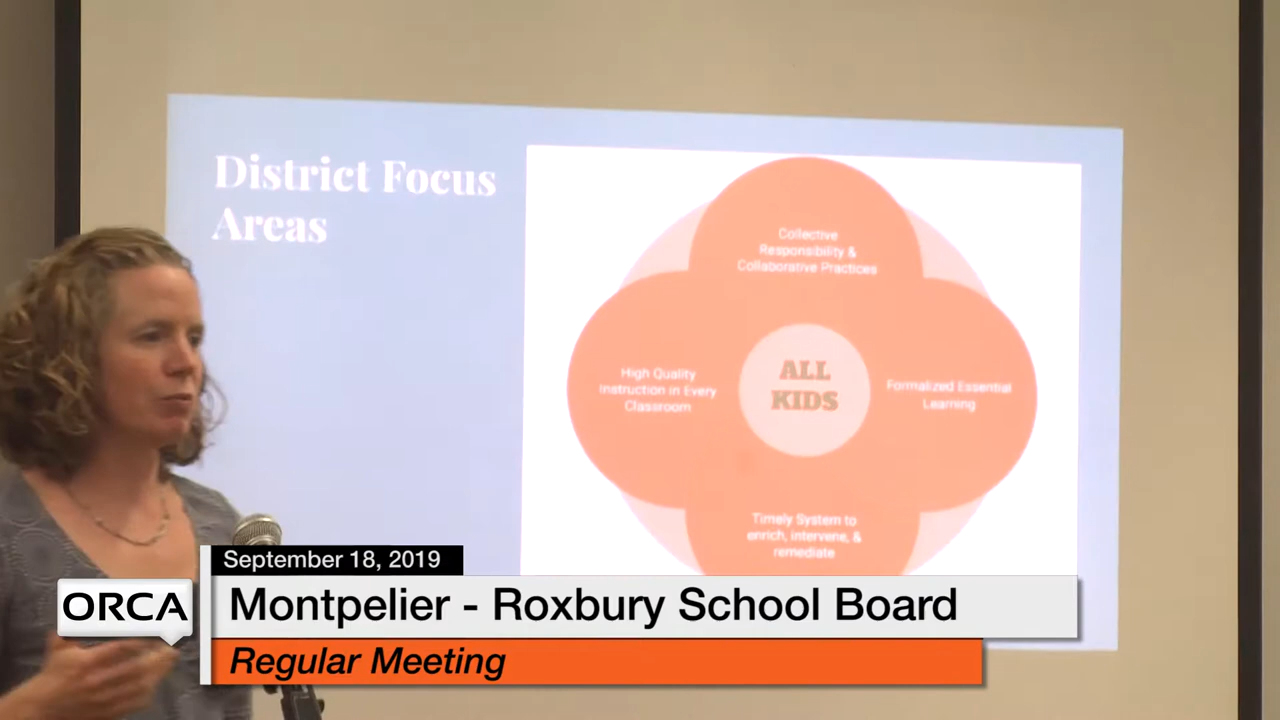 District Focus
Areas
Collective
Responsibility &
Collaborative Practices
High Quality
Instruction in Every
Classroom
ALL
KIDS
Formalized Essential
Learning
Timely System to
enrich, intervene, &
remediate
September 18, 2019
ORCA
Montpelier - Roxbury School Board
Regular Meeting